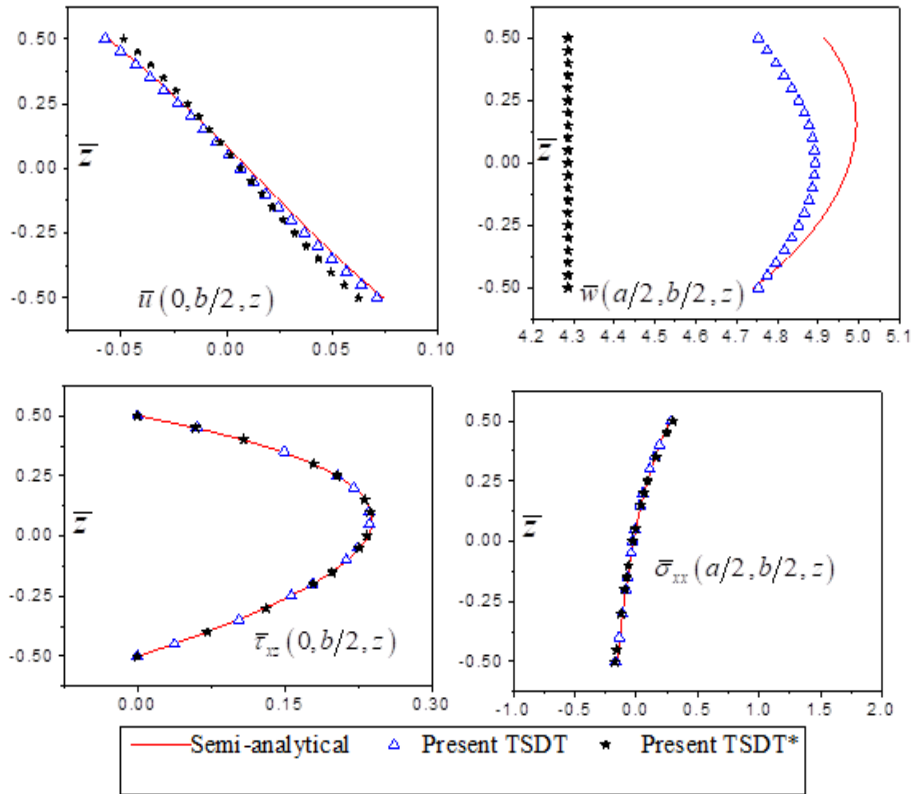 0.50
0.25
z̅
0.00
-0.25
-0.50
u̅(0,b/2,z)
-0.05 0.00 0.05 0.10
0.50
0.25
z̅
0.00
-0.25
-0.50
w̅(a/2,b/2,z)
4.2 4.3 4.4 4.5 4.6 4.7 4.8 4.9 5.0 5.1
0.50
0.25
z̅
0.00
-0.25
-0.50
τ̅xz(0,b/2,z)
0.00 0.15 0.30
0.50
0.25
z̅
0.00
-0.25
-0.50
σ̅xx(a/2,b/2,z)
-1.0 -0.5 0.0 0.5 1.0 1.5 2.0
Semi-analytical Present TSDT Present TSDT*